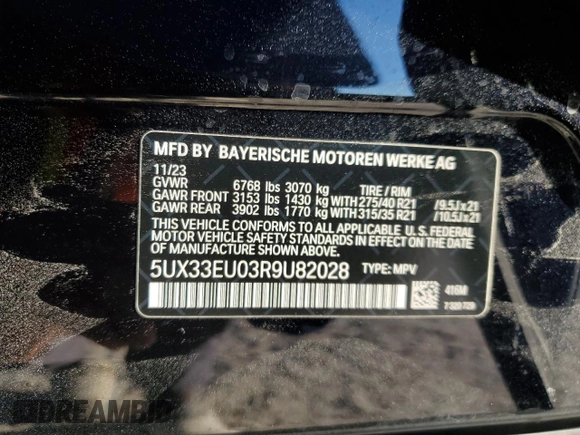 MFD BY BAYERISCHE MOTOREN WERKE AG
11/23
GVWR 6768 lbs 3070 kg TIRE / RIM
GAWR FRONT 3153 lbs 1430 kg WITH 275/40 R21 / 9.5J x 21
GAWR REAR 3902 lbs 1770 kg WITH 315/35 R21 / 10.5J x 21
THIS VEHICLE CONFORMS TO ALL APPLICABLE U. S. FEDERAL
MOTOR VEHICLE SAFETY STANDARDS IN EFFECT ON THE
DATE OF MANUFACTURE SHOWN ABOVE.
5UX33EU03R9U82028 TYPE: MPV
416M
DREAMBID